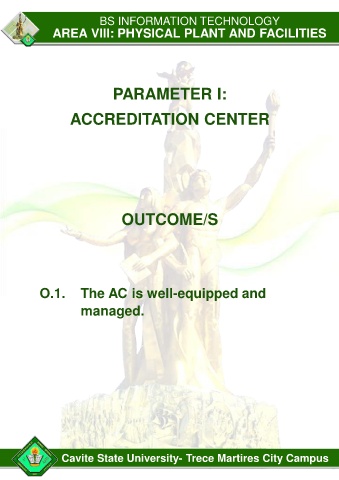 BS INFORMATION TECHNOLOGY
AREA VIII: PHYSICAL PLANT AND FACILITIES
PARAMETER I:
ACCREDITATION CENTER
OUTCOME/S
O.1. The AC is well-equipped and
managed.
Cavite State University- Trece Martires City Campus